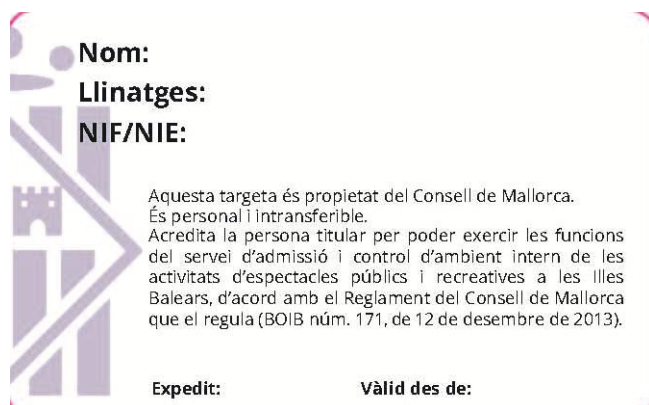 Nom:
Llinatges:
NIF/NIE:
Aquesta targeta és propietat del Consell de Mallorca.
És personal i intransferible.
Acredita la persona titular per poder exercir les funcions
del servei d'admissió i control d'ambient intern de les
activitats d'espectacles públics i recreatives a les Illes
Balears, d'acord amb el Reglament del Consell de Mallorca
que el regula (BOIB núm. 171, de 12 de desembre de 2013).
Expedit: Vàlid des de: